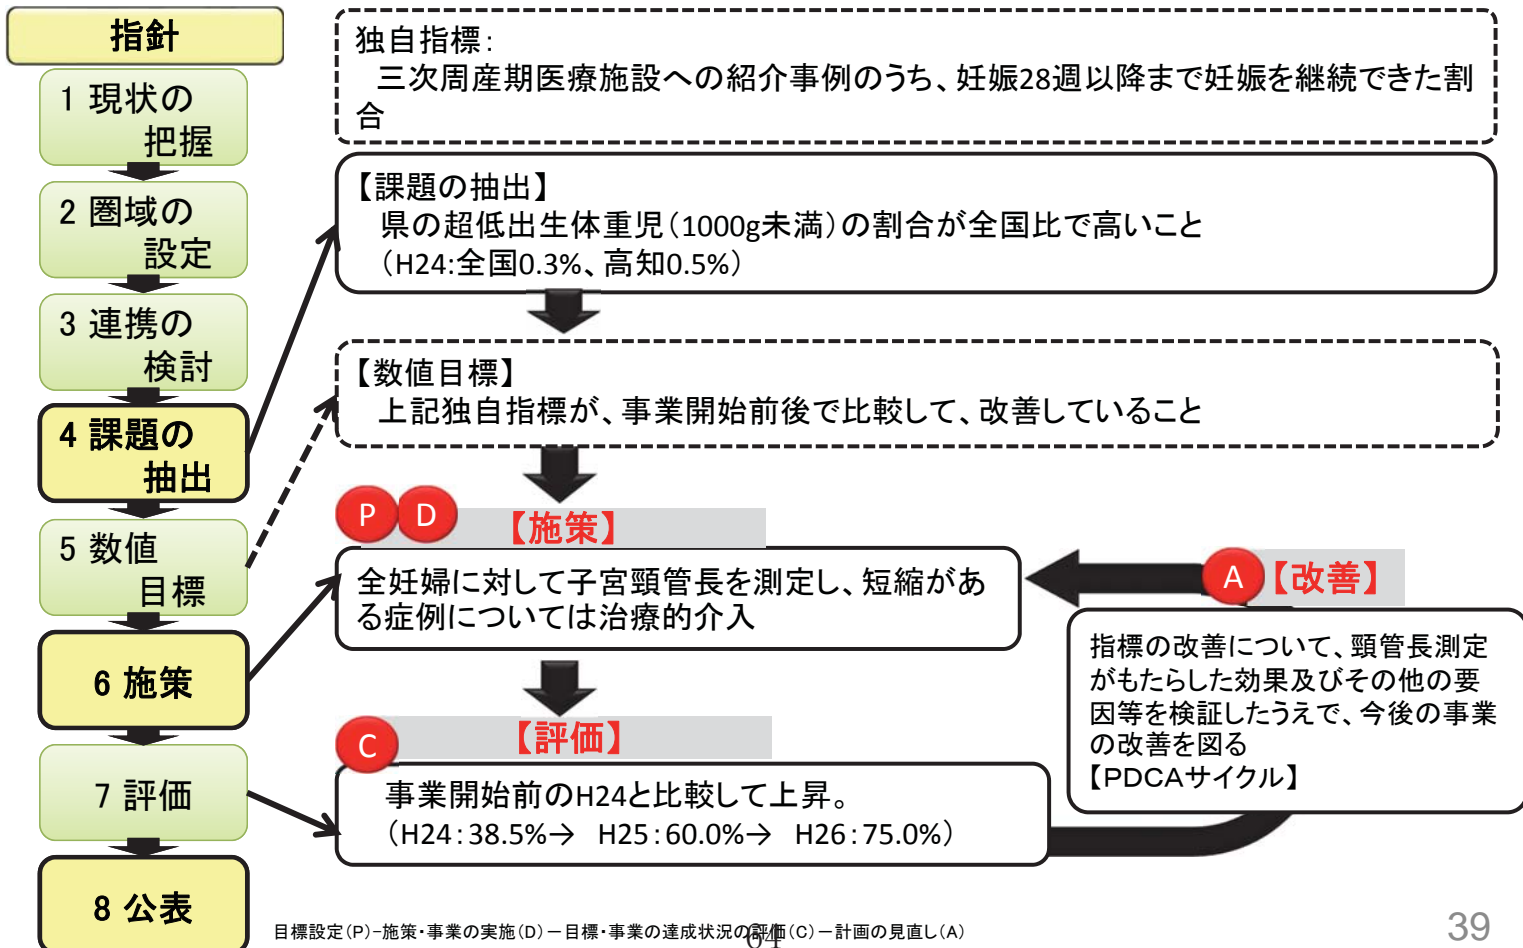 指針
1 現状の
把握
2 圏域の
設定
3 連携の
検討
4 課題の
抽出
5 数値
目標
6 施策
7 評価
8 公表
独自指標：
三次周産期医療施設への紹介事例のうち、妊娠28週以降まで妊娠を継続できた割
合
【課題の抽出】
県の超低出生体重児（1000g未満）の割合が全国比で高いこと
（H24:全国0.3%、高知0.5%）
【数値目標】
上記独自指標が、事業開始前後で比較して、改善していること
P D 【施策】
全妊婦に対して子宮頸管長を測定し、短縮があ
る症例については治療的介入
C 【評価】
事業開始前のH24と比較して上昇。
（H24：38.5%→ H25：60.0%→ H26：75.0%）
A 【改善】
指標の改善について、頸管長測定
がもたらした効果及びその他の要
因等を検証したうえで、今後の事業
の改善を図る
【PDCAサイクル】
目標設定（P）-施策・事業の実施（D）－目標・事業の達成状況の評価（C）－計画の見直し（A）
64
39